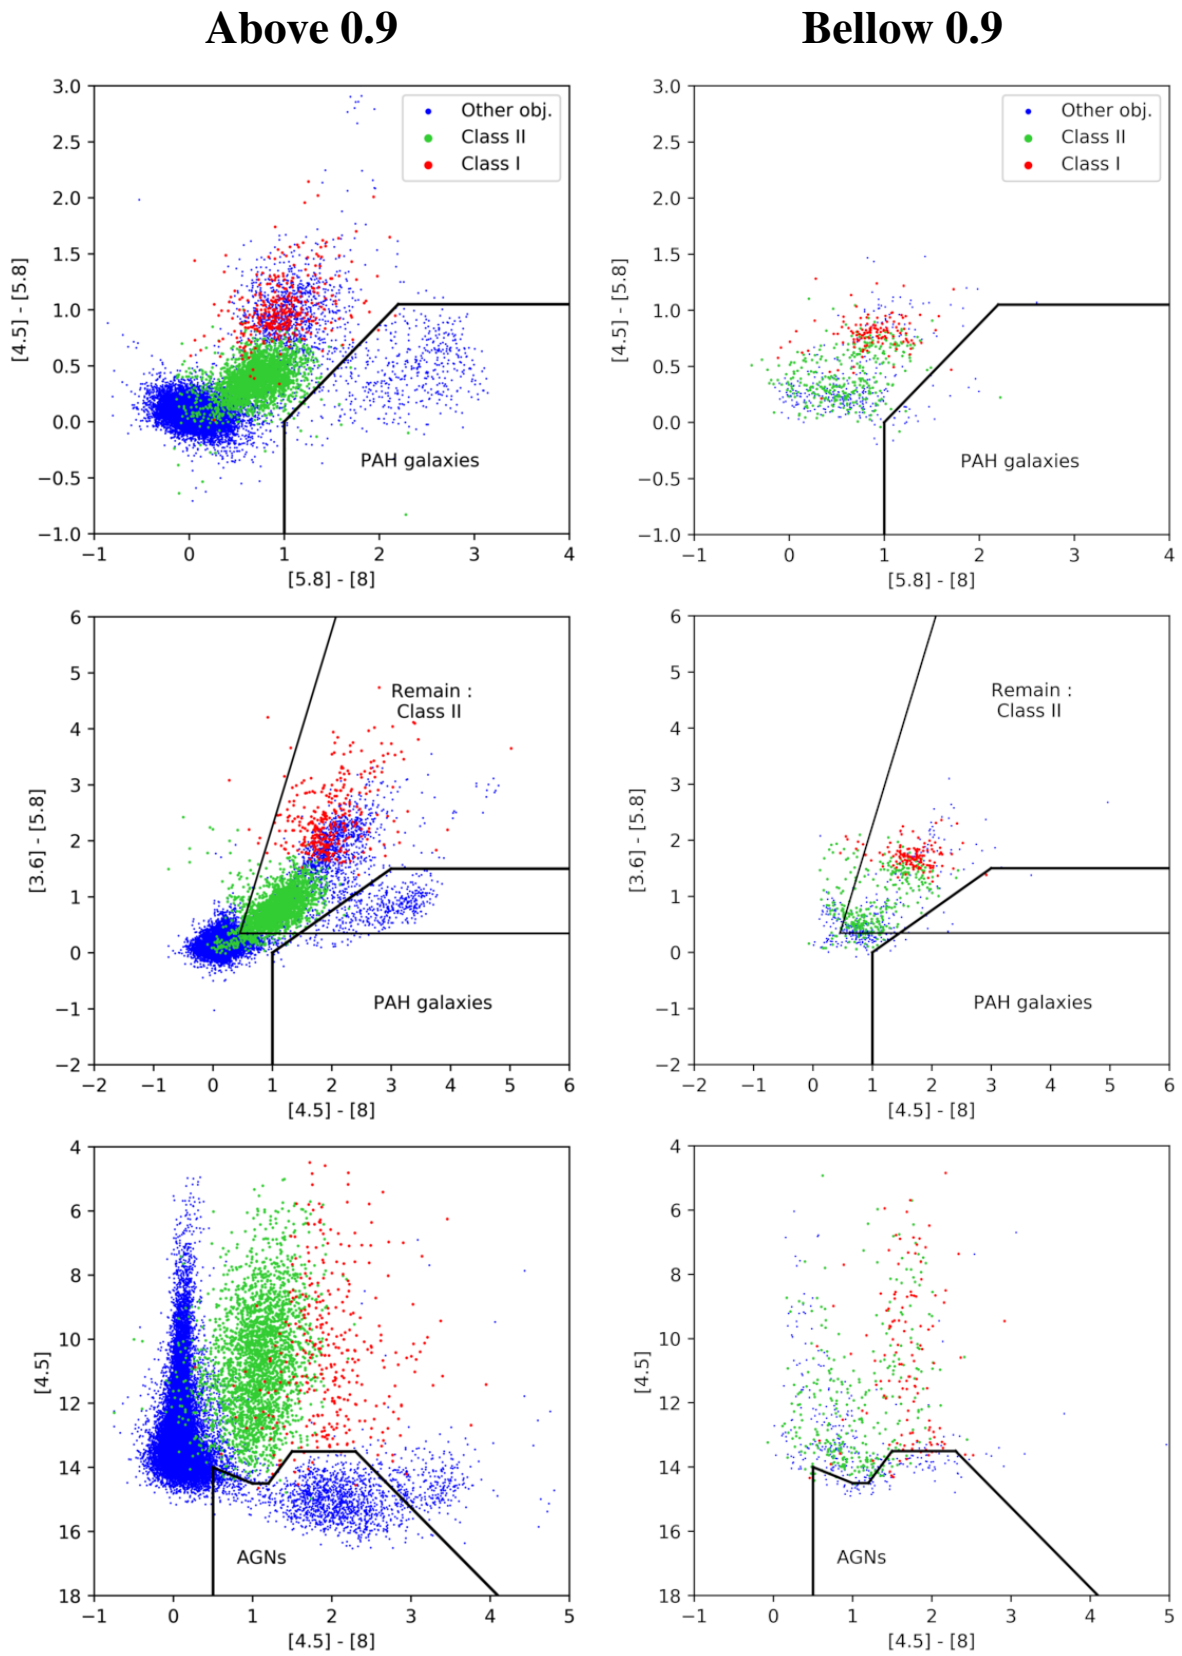 Above 0.9
Bellow 0.9
3.0
2.5
2.0
1.5
1.0
0.5
0.0
−0.5
−1.0
[4.5] - [5.8]
Other obj.
Class II
Class I
PAH galaxies
−1 0 1 2 3 4
[5.8] - [8]
3.0
2.5
2.0
1.5
1.0
0.5
0.0
−0.5
−1.0
[4.5] - [5.8]
Other obj.
Class II
Class I
PAH galaxies
−1 0 1 2 3 4
[5.8] - [8]
6
5
4
3
2
1
0
−1
−2
[3.6] - [5.8]
Remain :
Class II
PAH galaxies
−2 −1 0 1 2 3 4 5 6
[4.5] - [8]
6
5
4
3
2
1
0
−1
−2
[3.6] - [5.8]
Remain :
Class II
PAH galaxies
−2 −1 0 1 2 3 4 5 6
[4.5] - [8]
4
6
8
10
12
14
16
18
[4.5]
AGNs
−1 0 1 2 3 4 5
[4.5] - [8]
4
6
8
10
12
14
16
18
[4.5]
AGNs
−1 0 1 2 3 4 5
[4.5] - [8]